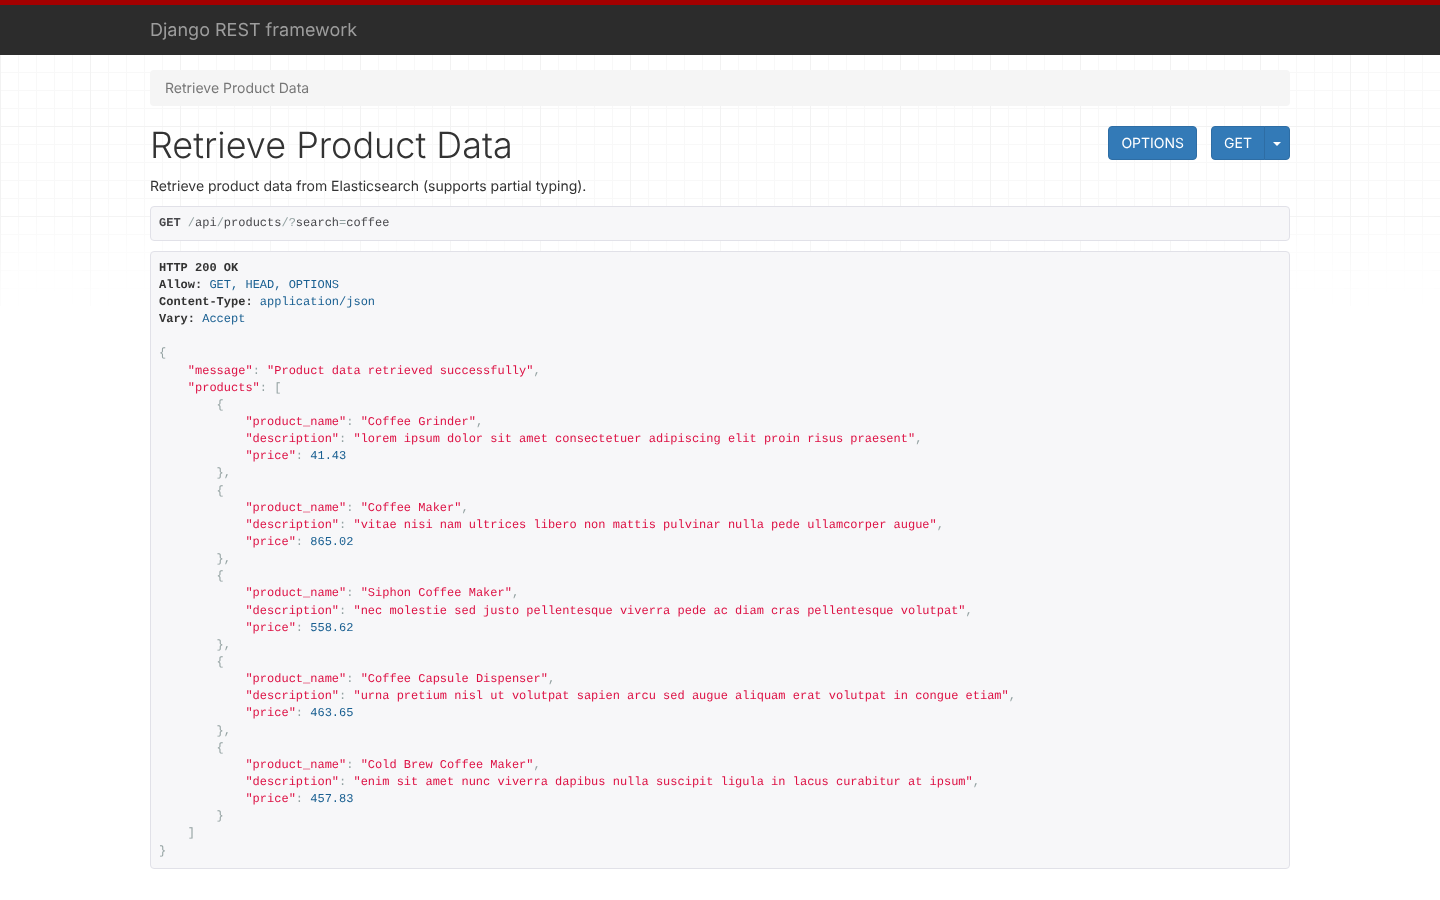 Django REST framework
Retrieve Product Data
Retrieve Product Data
OPTIONS
GET
Retrieve product data from Elasticsearch (supports partial typing).
GET /api/products/?search=coffee
HTTP 200 OK
Allow: GET, HEAD, OPTIONS
Content-Type: application/json
Vary: Accept
{
    "message": "Product data retrieved successfully",
    "products": [
        {
            "product_name": "Coffee Grinder",
            "description": "lorem ipsum dolor sit amet consectetuer adipiscing elit proin risus praesent",
            "price": 41.43
        },
        {
            "product_name": "Coffee Maker",
            "description": "vitae nisi nam ultrices libero non mattis pulvinar nulla pede ullamcorper augue",
            "price": 865.02
        },
        {
            "product_name": "Siphon Coffee Maker",
            "description": "nec molestie sed justo pellentesque viverra pede ac diam cras pellentesque volutpat",
            "price": 558.62
        },
        {
            "product_name": "Coffee Capsule Dispenser",
            "description": "urna pretium nisl ut volutpat sapien arcu sed augue aliquam erat volutpat in congue etiam",
            "price": 463.65
        },
        {
            "product_name": "Cold Brew Coffee Maker",
            "description": "enim sit amet nunc viverra dapibus nulla suscipit ligula in lacus curabitur at ipsum",
            "price": 457.83
        }
    ]
}